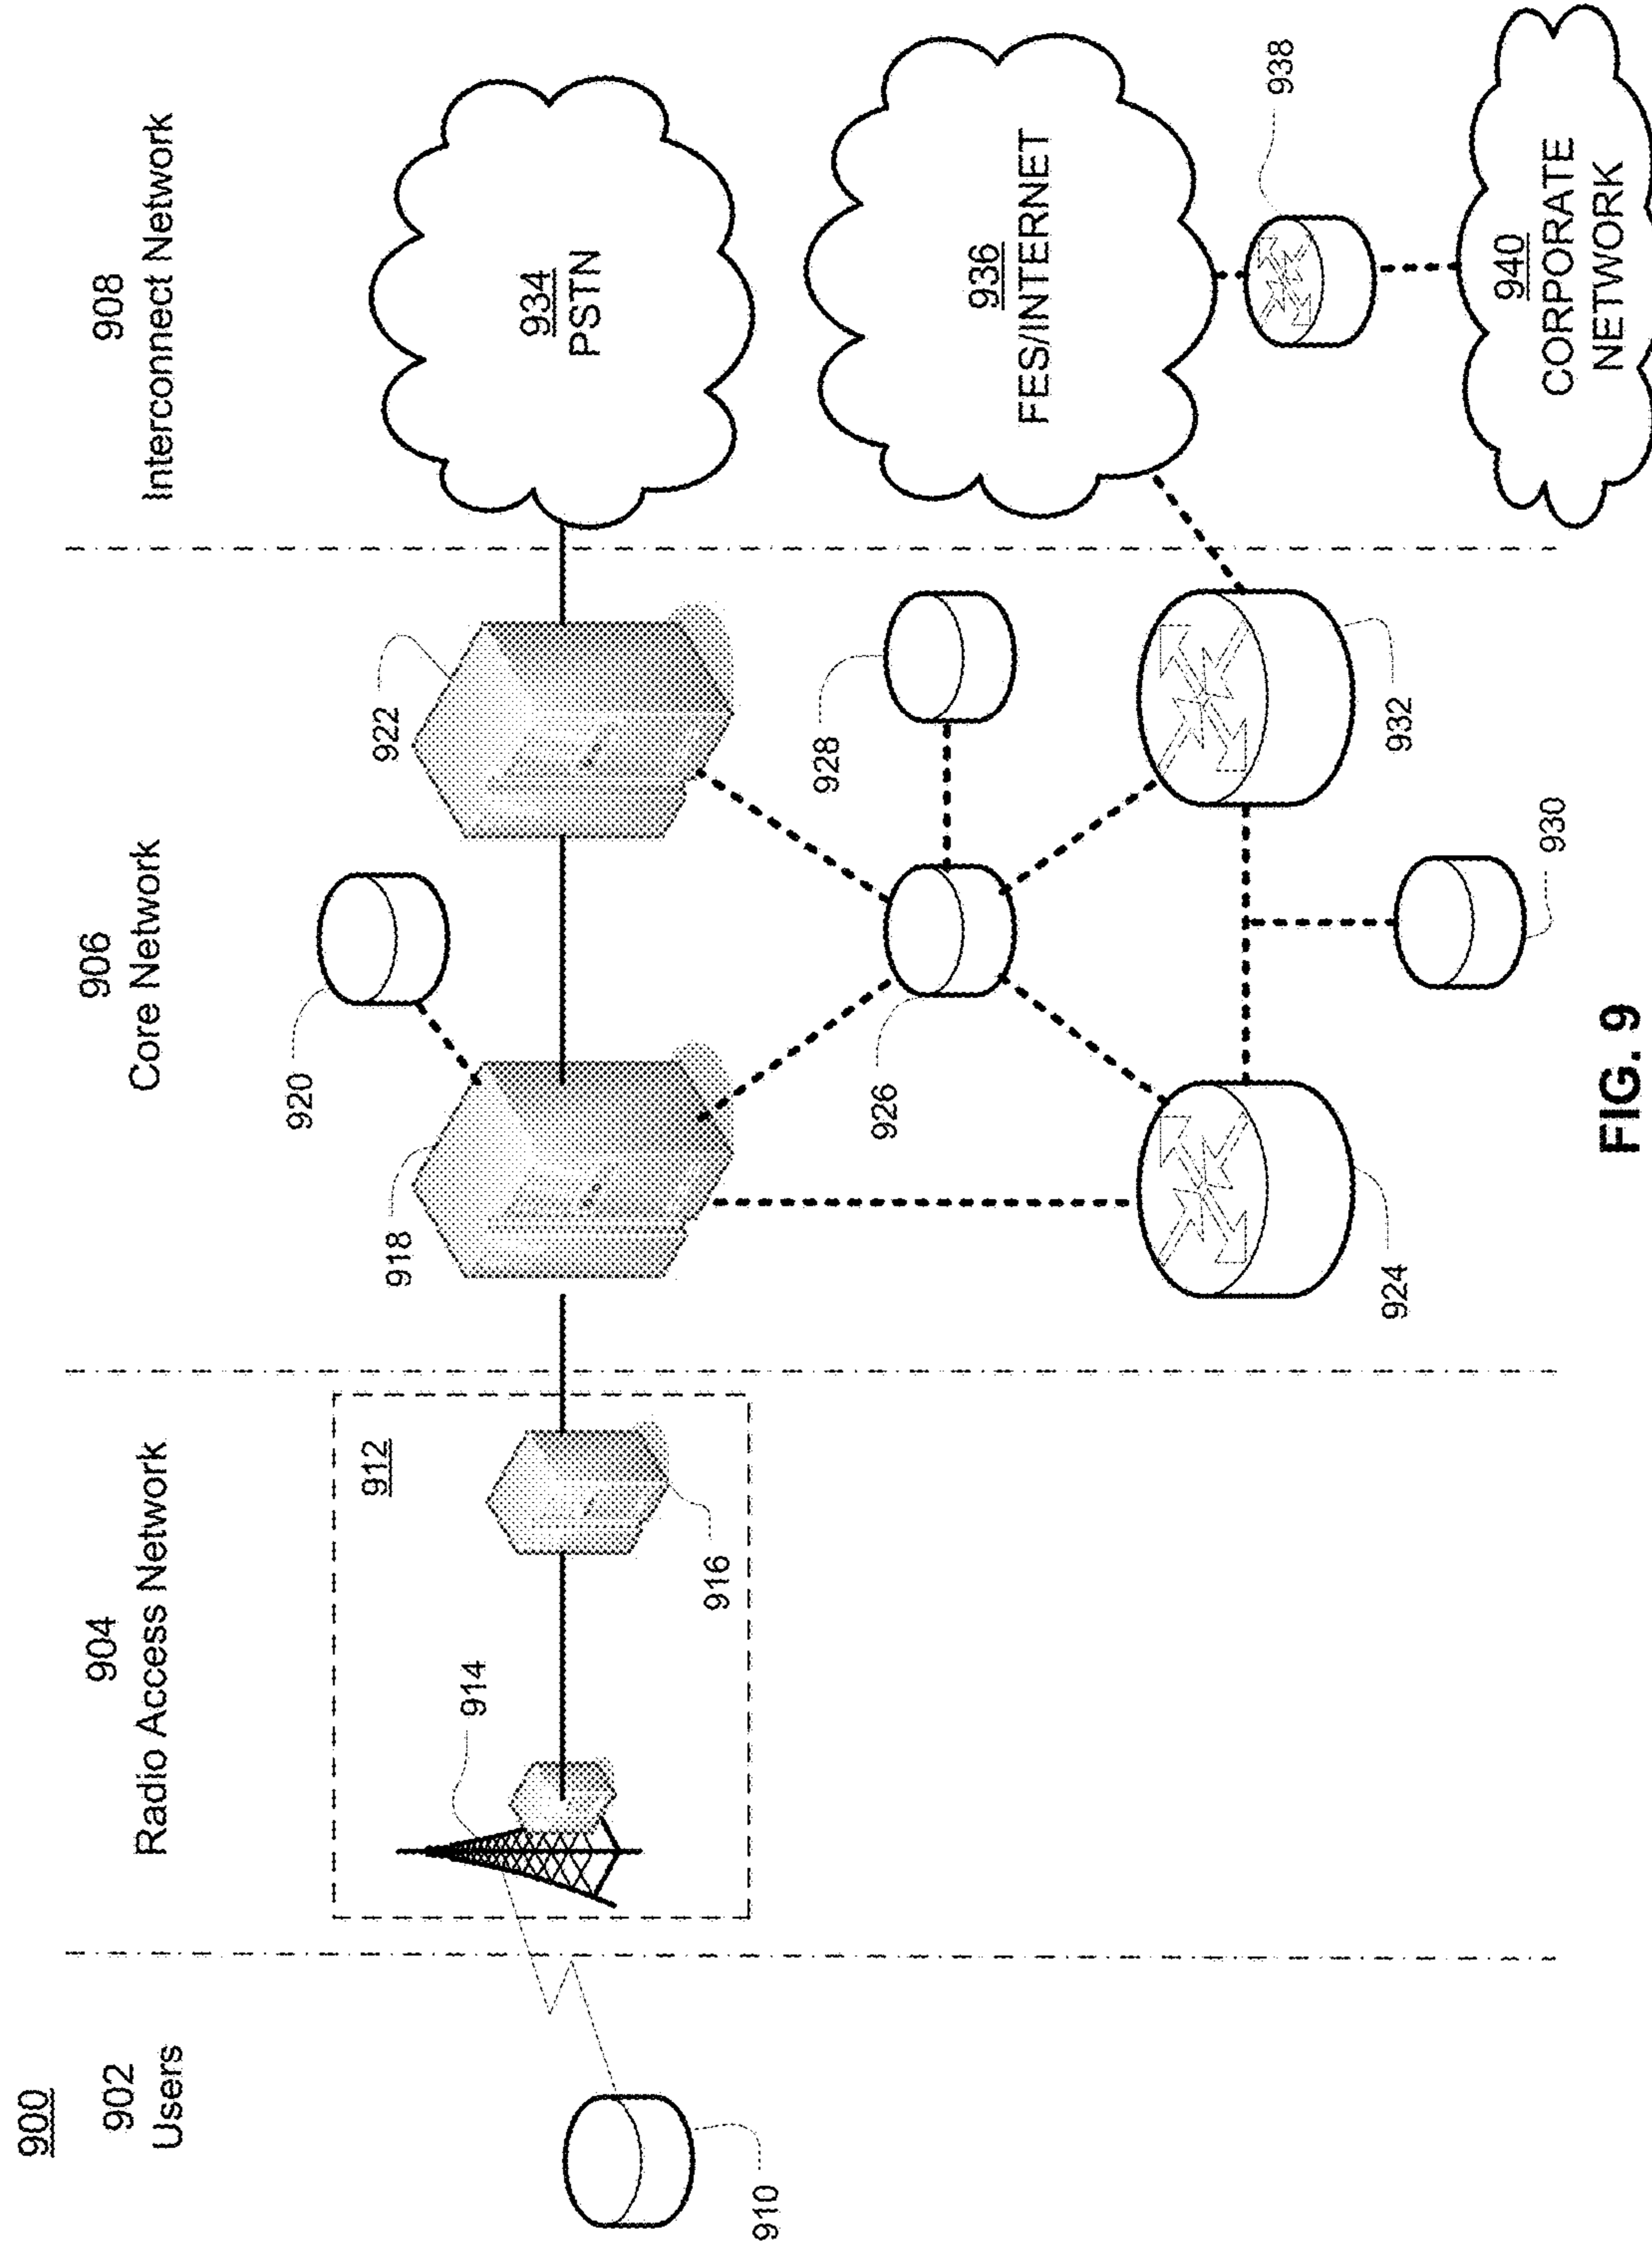 900
902
Users
904
Radio Access Network
906
Core Network
908
Interconnect Network
910
912
914
916
918
920
922
924
926
928
930
932
934
PSTN
936
FES/INTERNET
938
940
CORPORATE
NETWORK
FIG. 9